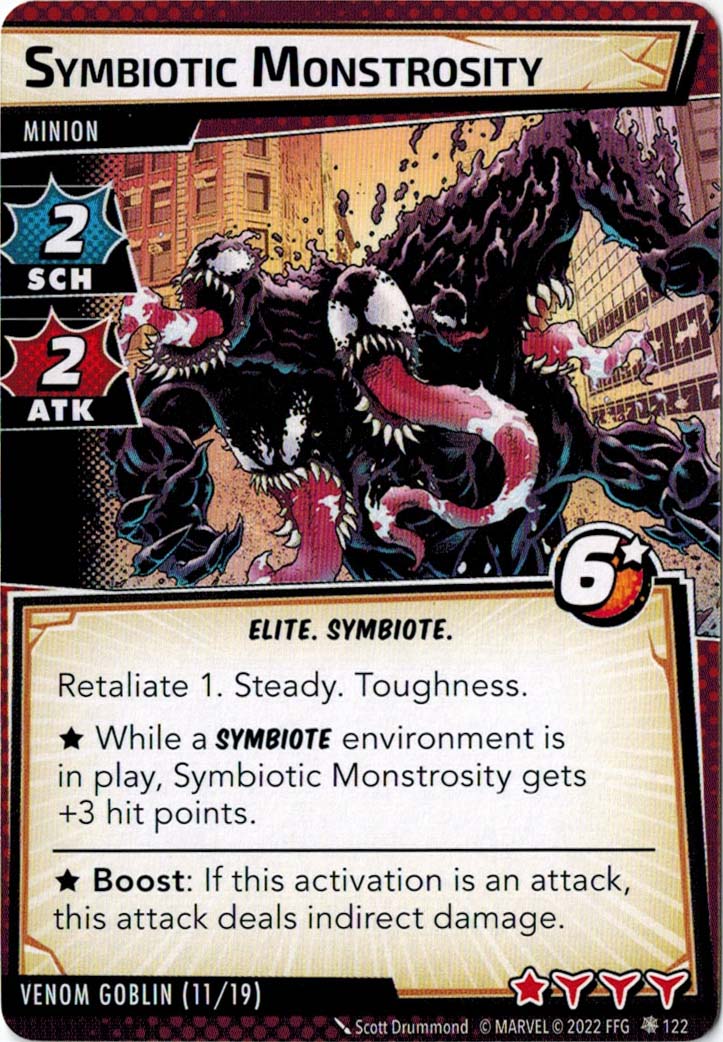 SYMBIOTIC MONSTROSITY
MINION
2
SCH
2
ATK
6
ELITE. SYMBIOTE.
Retaliate 1. Steady. Toughness.
★ While a SYMBIOTE environment is
in play, Symbiotic Monstrosity gets
+3 hit points.
★ Boost: If this activation is an attack,
this attack deals indirect damage.
VENOM GOBLIN (11/19)
Scott Drummond © MARVEL © 2022 FFG 122